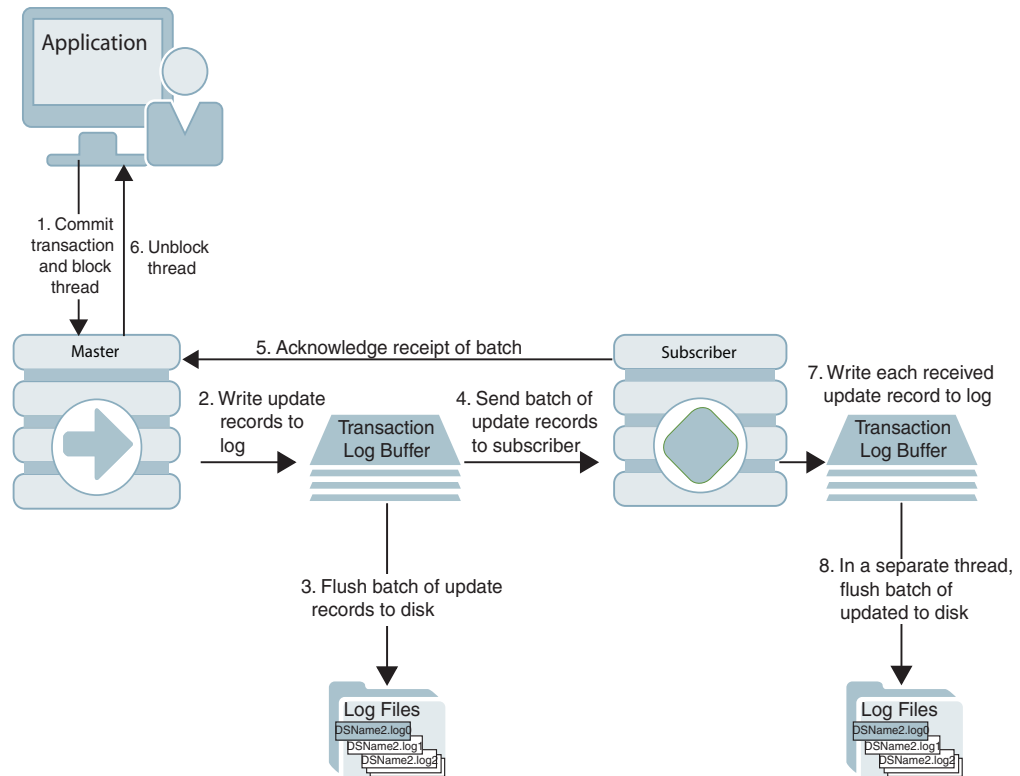 Application
1. Commit
transaction
and block
thread
6. Unblock
thread
Master
5. Acknowledge receipt of batch
Subscriber
2. Write update
records to
log
Transaction
Log Buffer
4. Send batch of
update records
to subscriber
7. Write each received
update record to log
Transaction
Log Buffer
3. Flush batch of update
records to disk
8. In a separate thread,
flush batch of
updated to disk
Log Files
DSName2.log0
DSName2.log1
DSName2.log2
Log Files
DSName2.log0
DSName2.log1
DSName2.log2